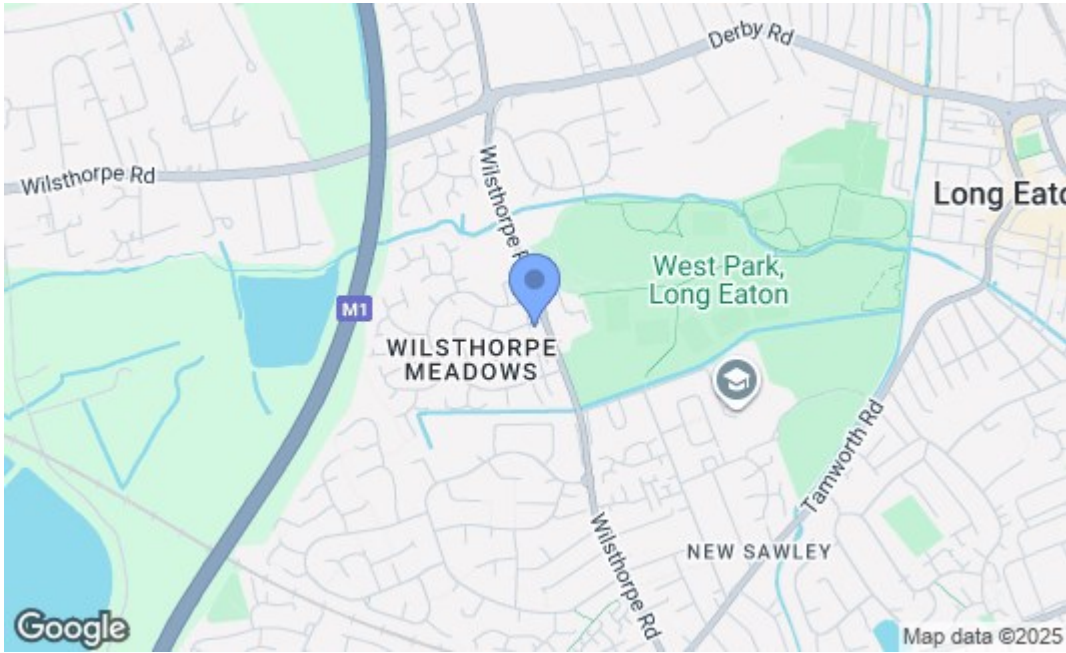 Derby Rd
Wilsthorpe Rd
Wilsthorpe R
Long Eato
West Park,
Long Eaton
M1
WILSTHORPE
MEADOWS
Tamworth Rd
NEW SAWLEY
Wilsthorpe Rd
Google
Map data ©2025